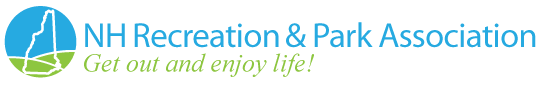 NH Recreation & Park Association
Get out and enjoy life!